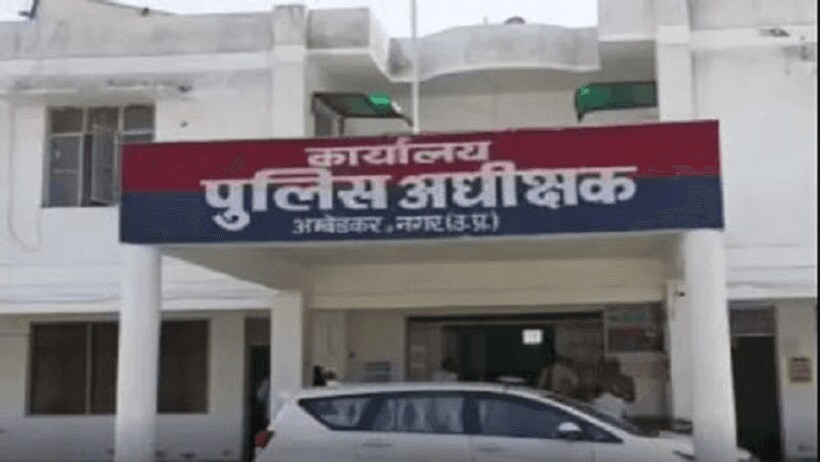 कार्यालय
पुलिस अधीक्षक
अम्बेडकर नगर (उ.प्र.)